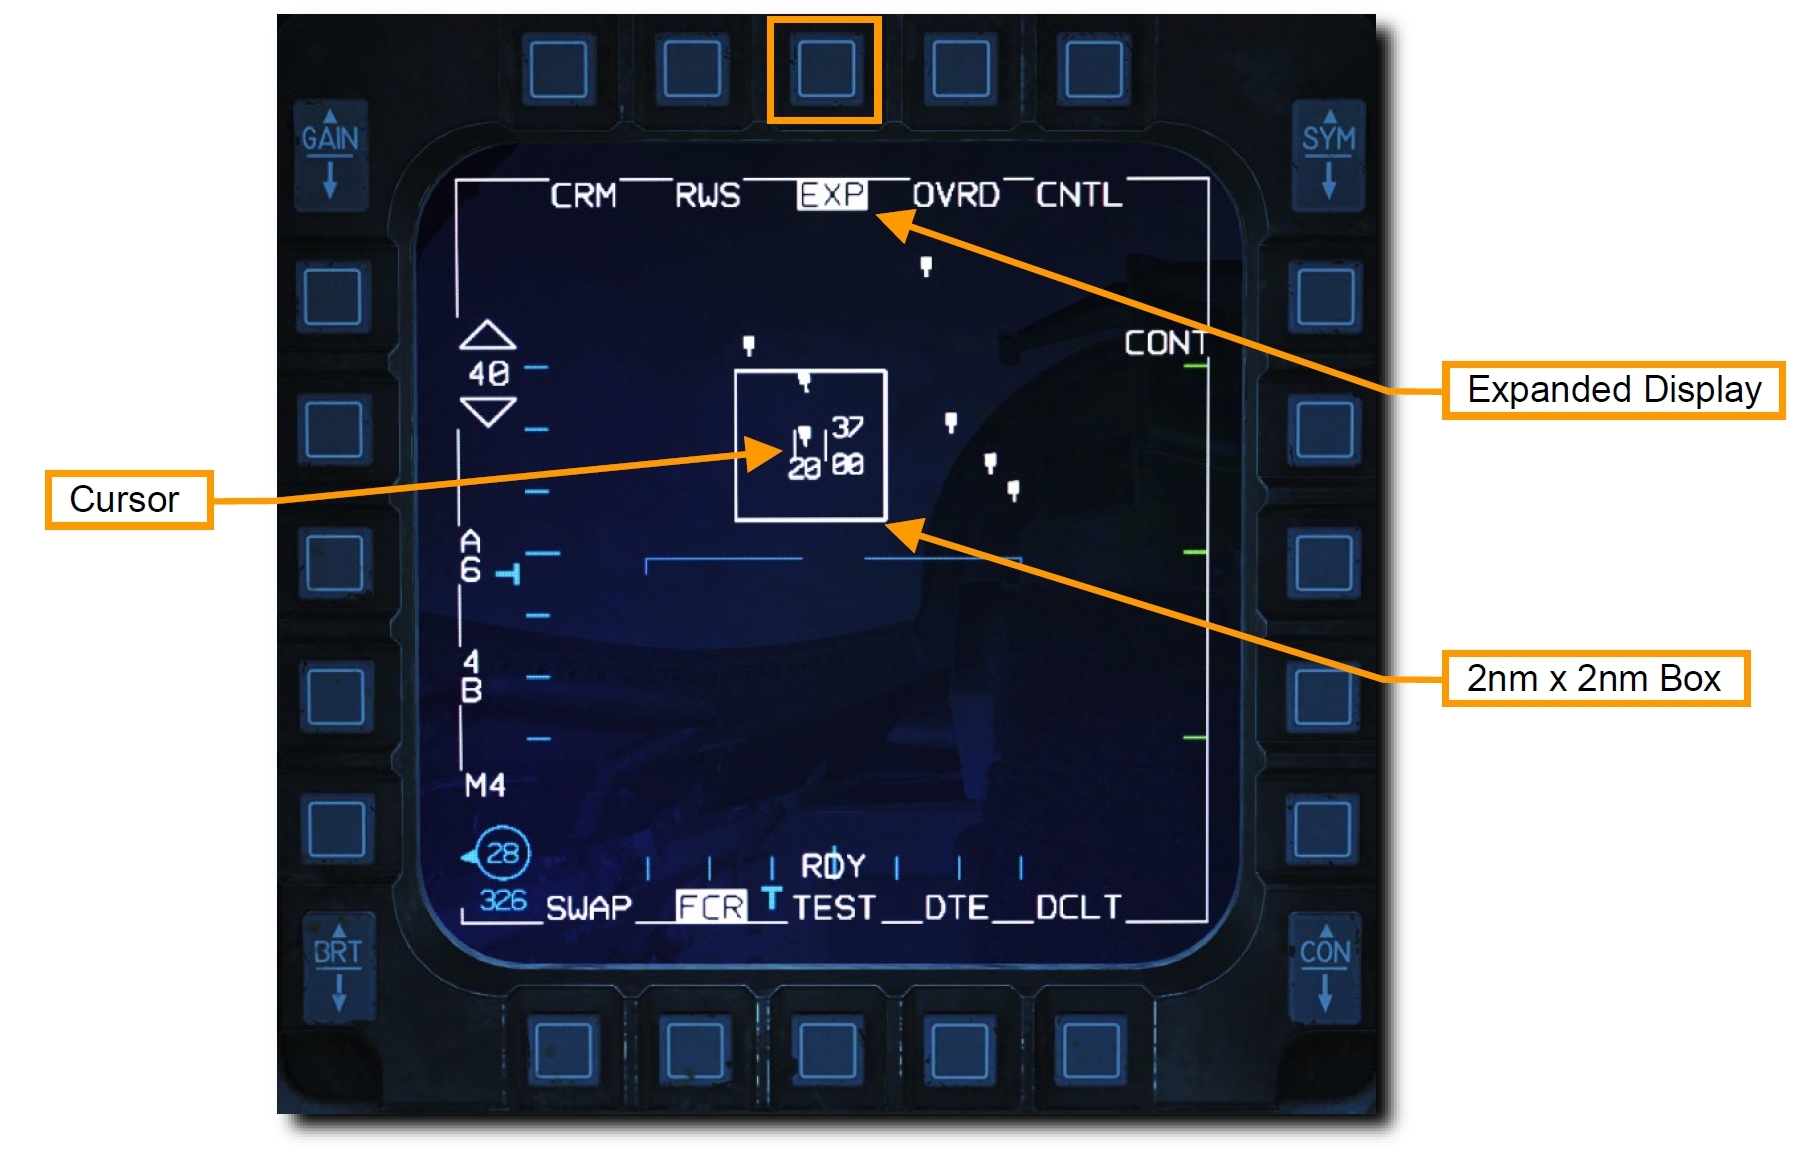 GAIN
SYM
CRM RWS EXP OVRD CNTL
CONT
40
Expanded Display
37
20 00
Cursor
A
6
4
B
2nm x 2nm Box
M4
28
RDY
326
SWAP FCR TEST DTE DCLT
BRT
CON